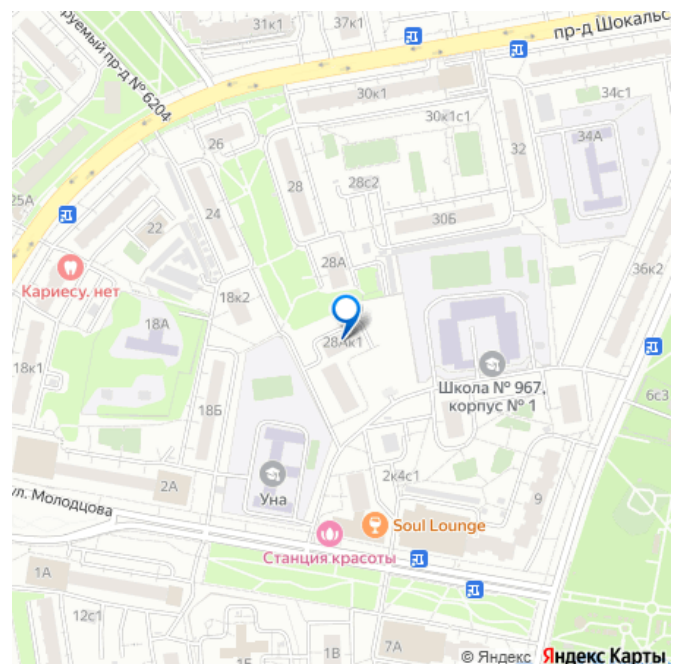 31к1
37к1
пр-д Шокальс
руемый пр-д № 6204
30к1
34с1
30к1с1
26
32
34А
28
28с2
25А
24
30Б
22
28А
36к2
Кариесу. нет
18к2
18А
28Ак1
18к1
Школа № 967,
корпус № 1
6с3
18Б
2к4с1
2А
Уна
9
ул. Молодцова
Soul Lounge
Станция красоты
1А
12с1
1В
7А
© Яндекс Яндекс Карты